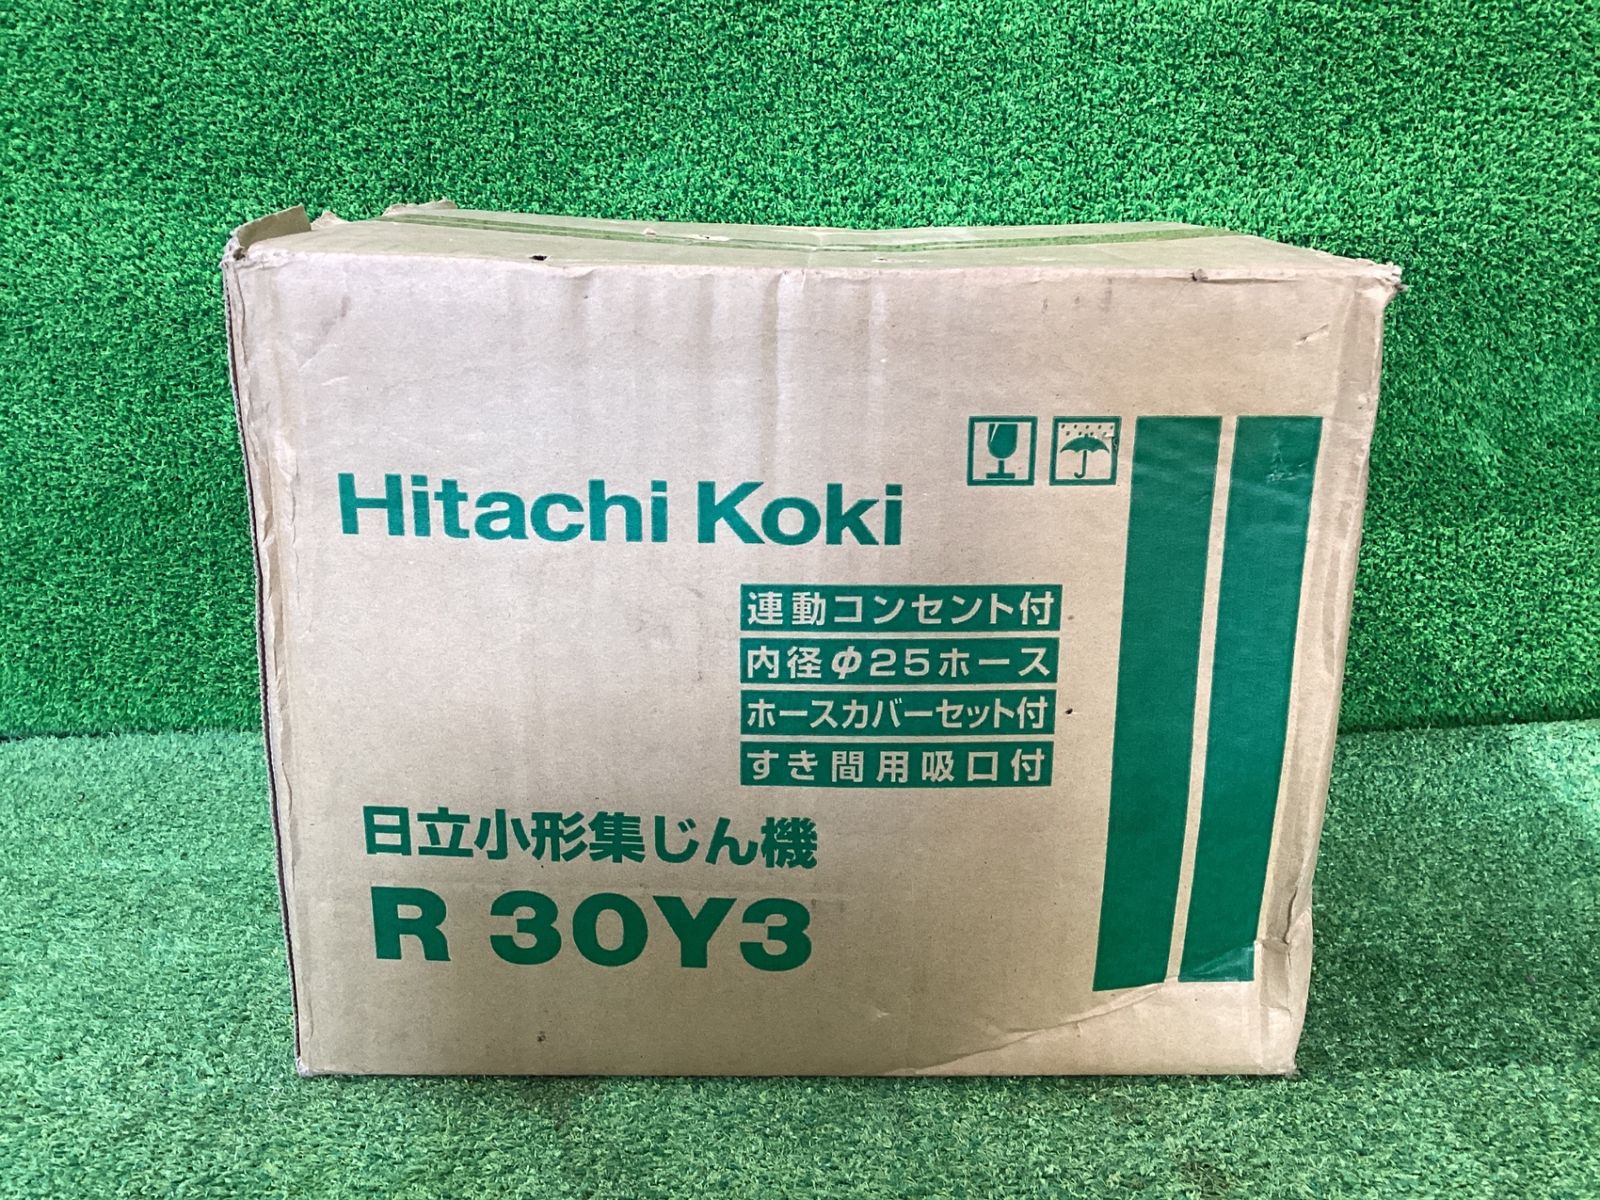 Hitachi Koki
連動コンセント付
内径φ25ホース
ホースカバーセット付
すき間用吸口付
日立小形集じん機
R 30Y3